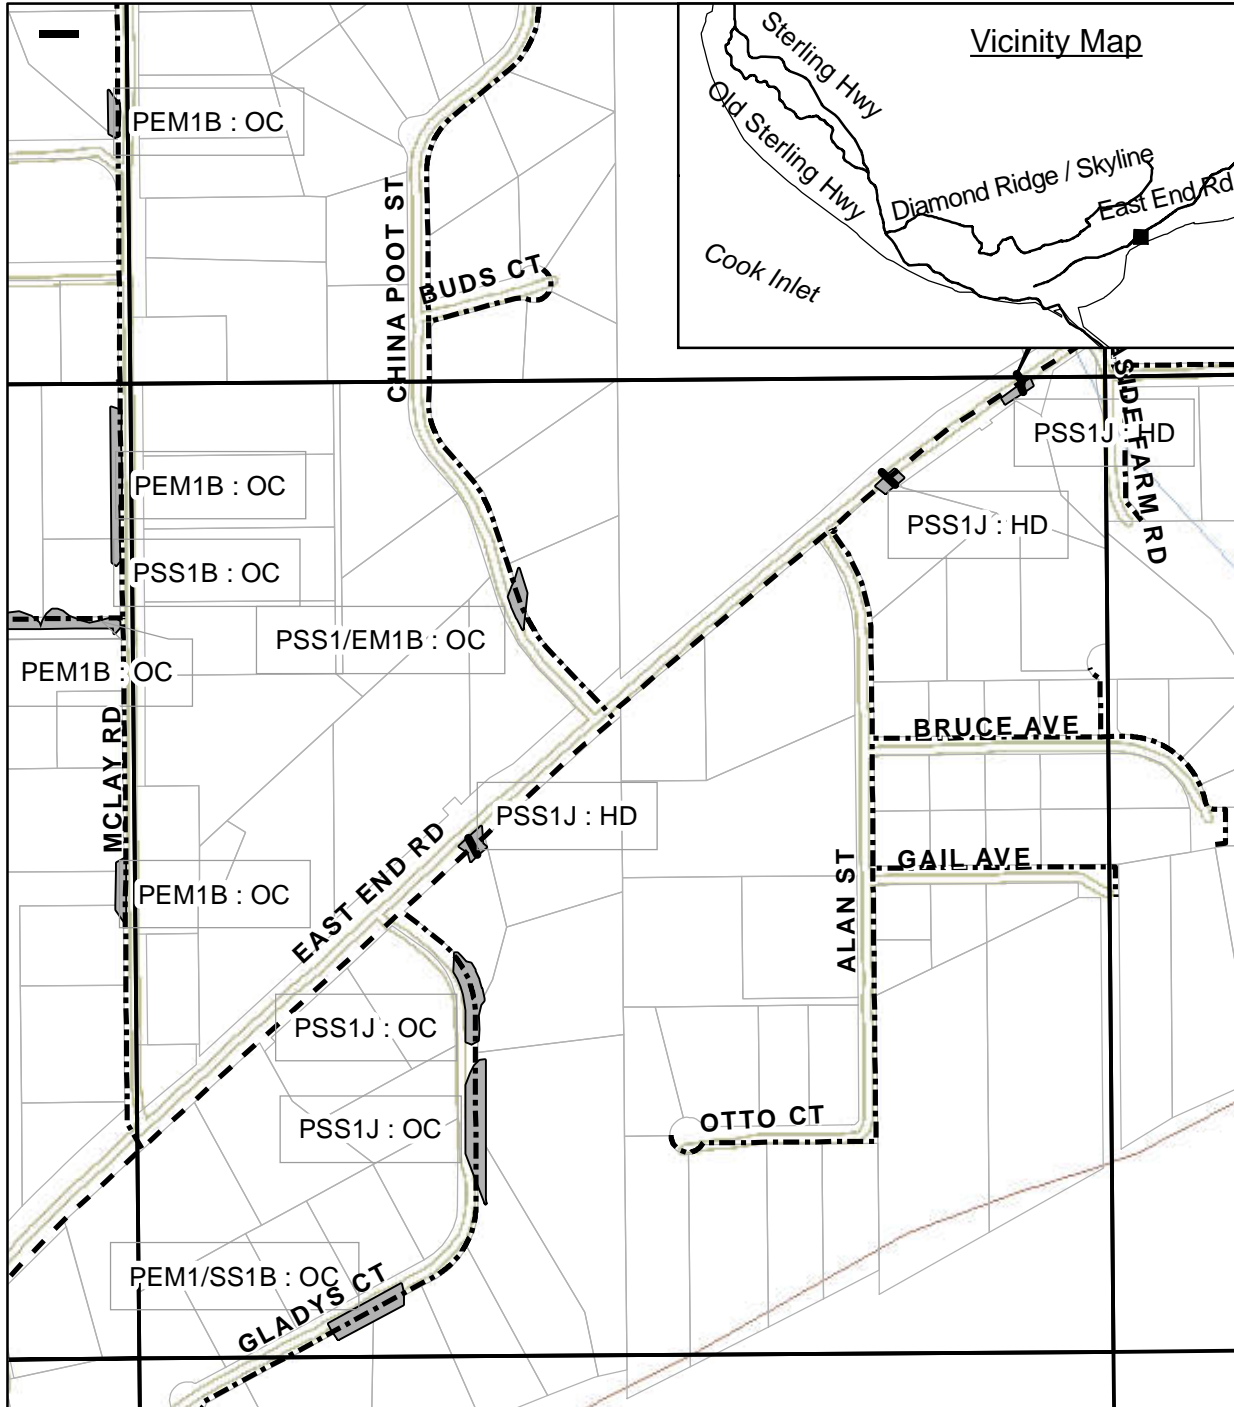 Vicinity Map
Sterling Hwy
Old Sterling Hwy
Diamond Ridge / Skyline
East End Rd
Cook Inlet
PEM1B : OC
CHINA POOT ST
BUDS CT
SIDE FARM RD
PSS1J : HD
PEM1B : OC
PSS1J : HD
PSS1B : OC
PSS1/EM1B : OC
PEM1B : OC
MCLAY RD
BRUCE AVE
PSS1J : HD
EAST END RD
GAIL AVE
PEM1B : OC
ALAN ST
PSS1J : OC
PSS1J : OC
OTTO CT
PEM1/SS1B : OC
GLADYS CT